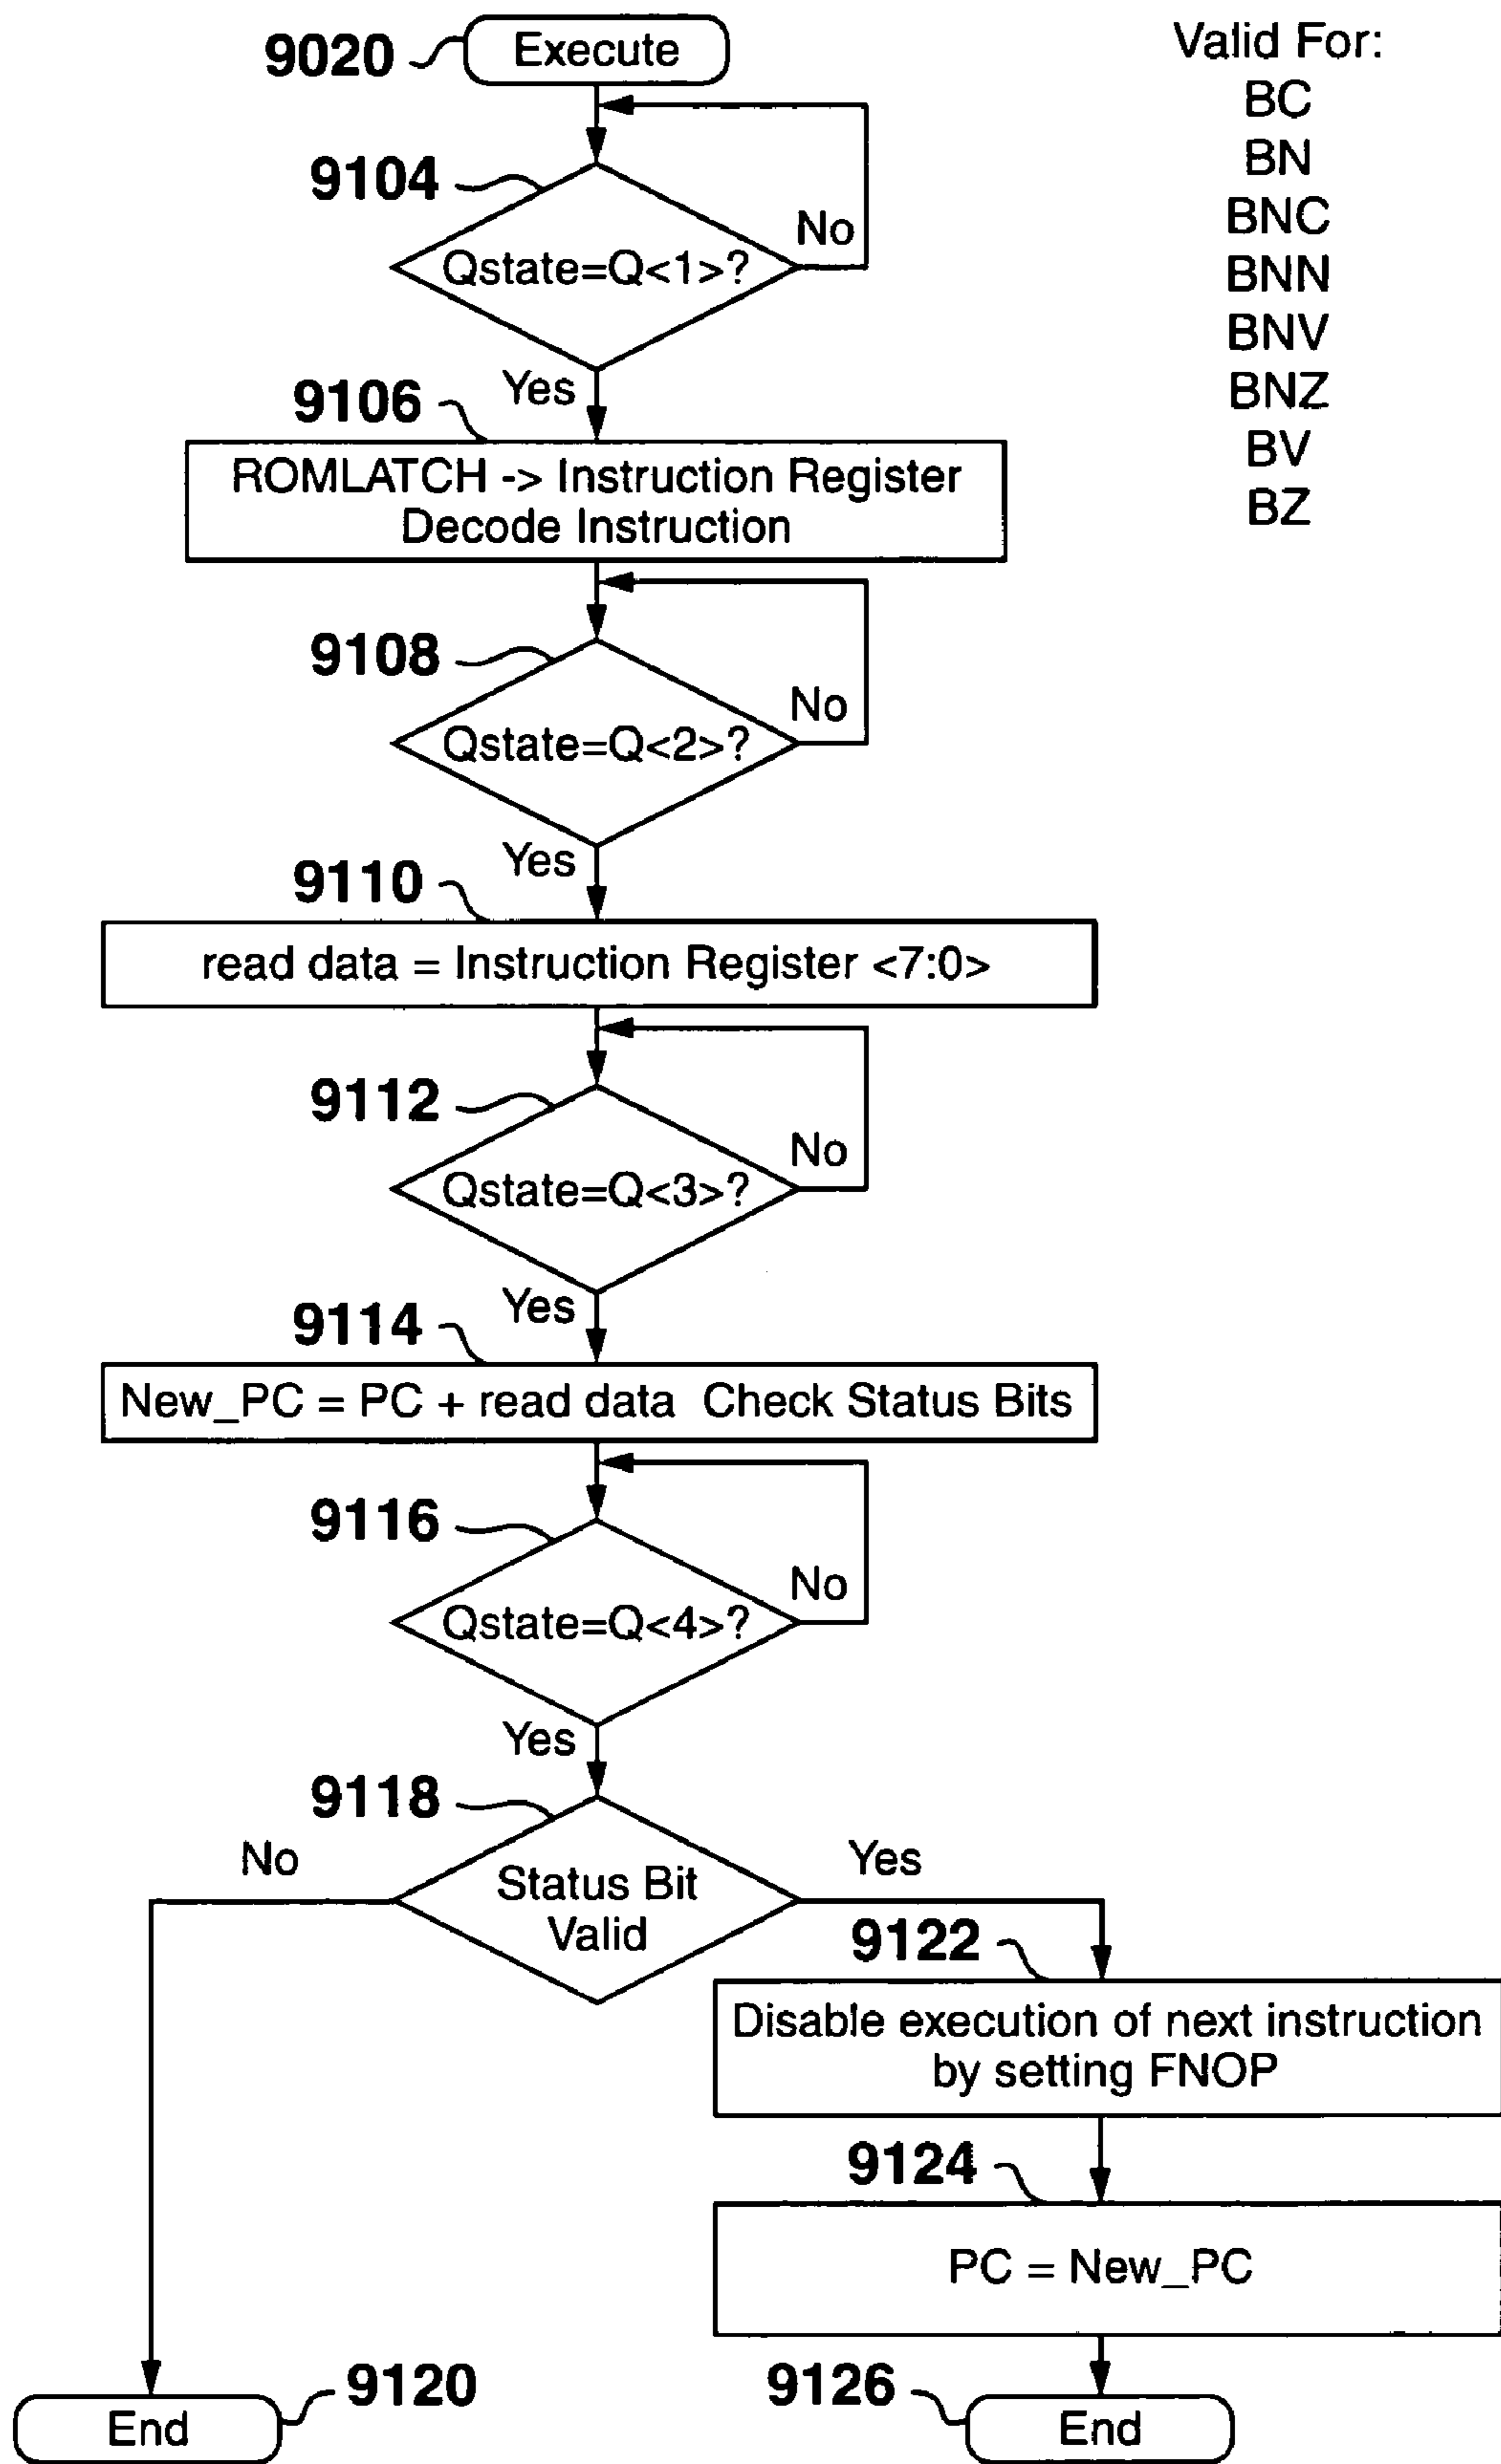 9020
Execute
Valid For:
BC
BN
BNC
BNN
BNV
BNZ
BV
BZ
9104
No
Qstate=Q<1>?
Yes
9106
ROMLATCH -> Instruction Register
Decode Instruction
9108
No
Qstate=Q<2>?
Yes
9110
read data = Instruction Register <7:0>
9112
No
Qstate=Q<3>?
Yes
9114
New_PC = PC + read data Check Status Bits
9116
No
Qstate=Q<4>?
Yes
9118
No
Status Bit
Valid
Yes
9122
Disable execution of next instruction
by setting FNOP
9124
PC = New_PC
9120
End
9126
End